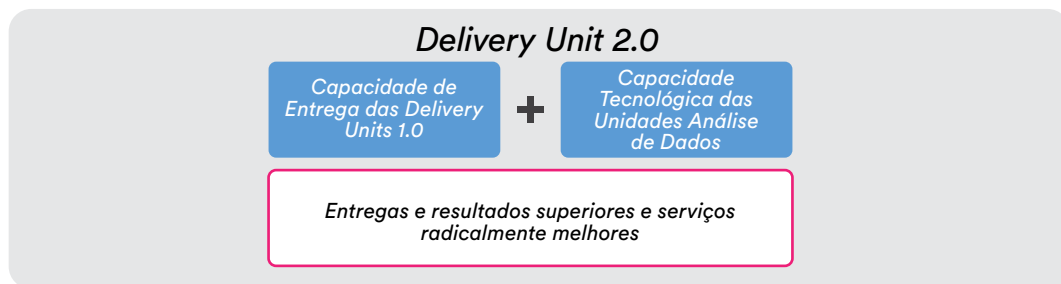 Delivery Unit 2.0
Capacidade de
Entrega das Delivery
Units 1.0
+
Capacidade
Tecnológica das
Unidades Análise
de Dados
Entregas e resultados superiores e serviços
radicalmente melhores